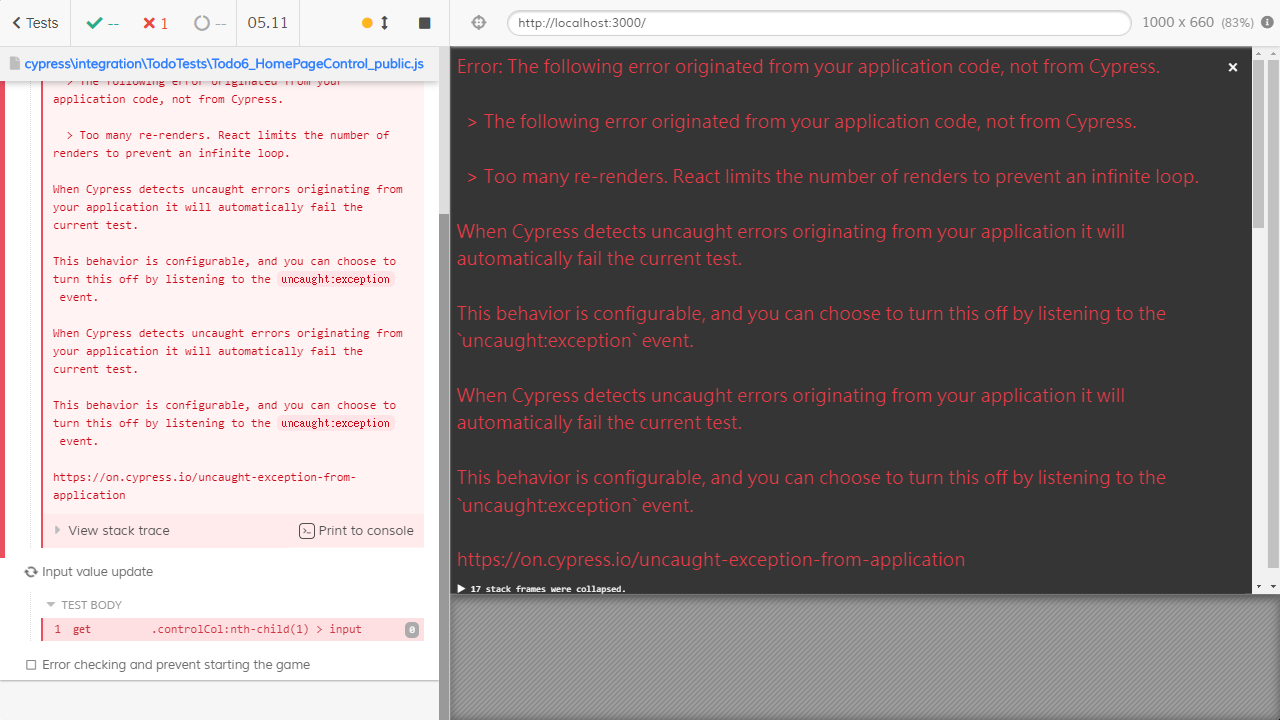 Tests
--
1
--
05.11
http://localhost:3000/
1000 x 660 (83%)
cypress\integration\TodoTests\Todo6_HomePageControl_public.js
> The following error originated from your
application code, not from Cypress.
> Too many re-renders. React limits the number of
renders to prevent an infinite loop.
When Cypress detects uncaught errors originating from
your application it will automatically fail the
current test.
This behavior is configurable, and you can choose to
turn this off by listening to the uncaught:exception
event.
When Cypress detects uncaught errors originating from
your application it will automatically fail the
current test.
This behavior is configurable, and you can choose to
turn this off by listening to the uncaught:exception
event.
https://on.cypress.io/uncaught-exception-from-
application
View stack trace
Print to console
Input value update
TEST BODY
1 get .controlCol:nth-child(1) > input 0
Error checking and prevent starting the game
Error: The following error originated from your application code, not from Cypress.
> The following error originated from your application code, not from Cypress.
> Too many re-renders. React limits the number of renders to prevent an infinite loop.
When Cypress detects uncaught errors originating from your application it will
automatically fail the current test.
This behavior is configurable, and you can choose to turn this off by listening to the
`uncaught:exception` event.
When Cypress detects uncaught errors originating from your application it will
automatically fail the current test.
This behavior is configurable, and you can choose to turn this off by listening to the
`uncaught:exception` event.
https://on.cypress.io/uncaught-exception-from-application
▶ 17 stack frames were collapsed.